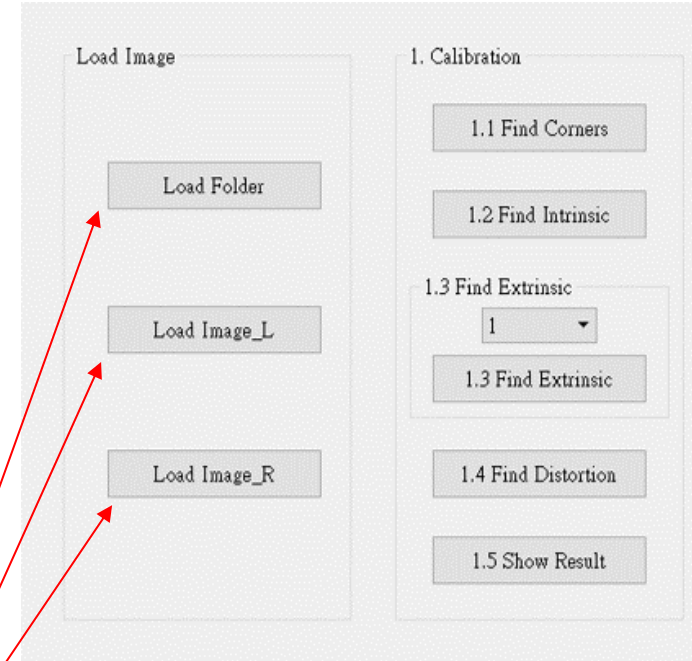 Load Image
Load Folder
Load Image_L
Load Image_R
1. Calibration
1.1 Find Corners
1.2 Find Intrinsic
1.3 Find Extrinsic
1
1.3 Find Extrinsic
1.4 Find Distortion
1.5 Show Result